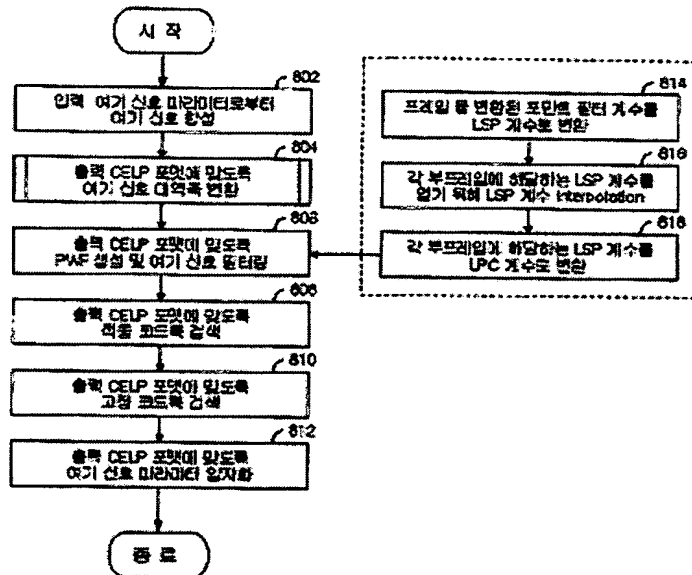 시 작
802
입력 여기 신호 파라미터로부터
여기 신호 합성
804
출력 CELP 포맷에 맞도록
여기 신호 대역폭 변환
806
출력 CELP 포맷에 맞도록
PWF 생성 및 여기 신호 필터링
808
출력 CELP 포맷에 맞도록
적응 코드북 검색
810
출력 CELP 포맷에 맞도록
고정 코드북 검색
812
출력 CELP 포맷에 맞도록
여기 신호 파라미터 양자화
종 료
814
프레임 률 변환된 포만트 필터 계수를
LSP 계수로 변환
816
각 부프레임에 해당하는 LSP 계수를
얻기 위해 LSP 계수 Interpolation
818
각 부프레임에 해당하는 LSP 계수를
LPC 계수로 변환